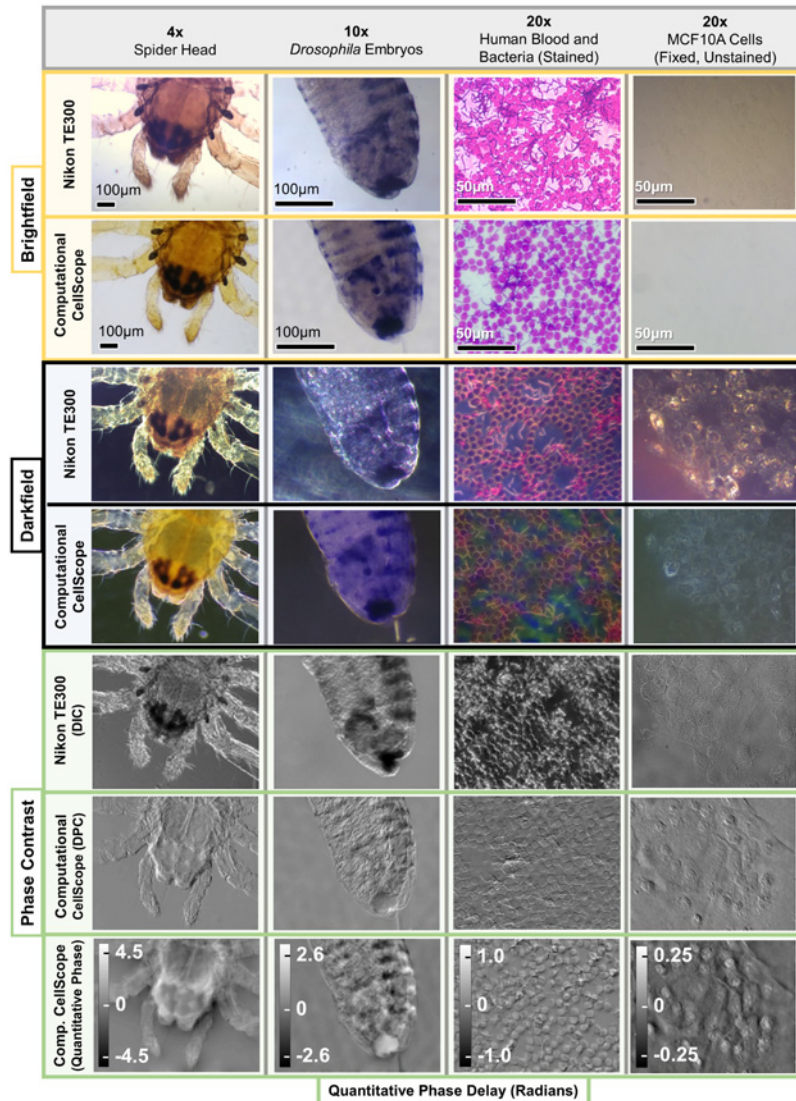 4x
Spider Head
10x
Drosophila Embryos
20x
Human Blood and
Bacteria (Stained)
20x
MCF10A Cells
(Fixed, Unstained)
Brightfield
Nikon TE300
100µm
100µm
50µm
50µm
Computational
CellScope
100µm
100µm
50µm
50µm
Darkfield
Nikon TE300
Computational
CellScope
Phase Contrast
Nikon TE300
(DIC)
Computational
CellScope (DPC)
Comp. CellScope
(Quantitative Phase)
4.5
0
-4.5
2.6
0
-2.6
1.0
0
-1.0
0.25
0
-0.25
Quantitative Phase Delay (Radians)